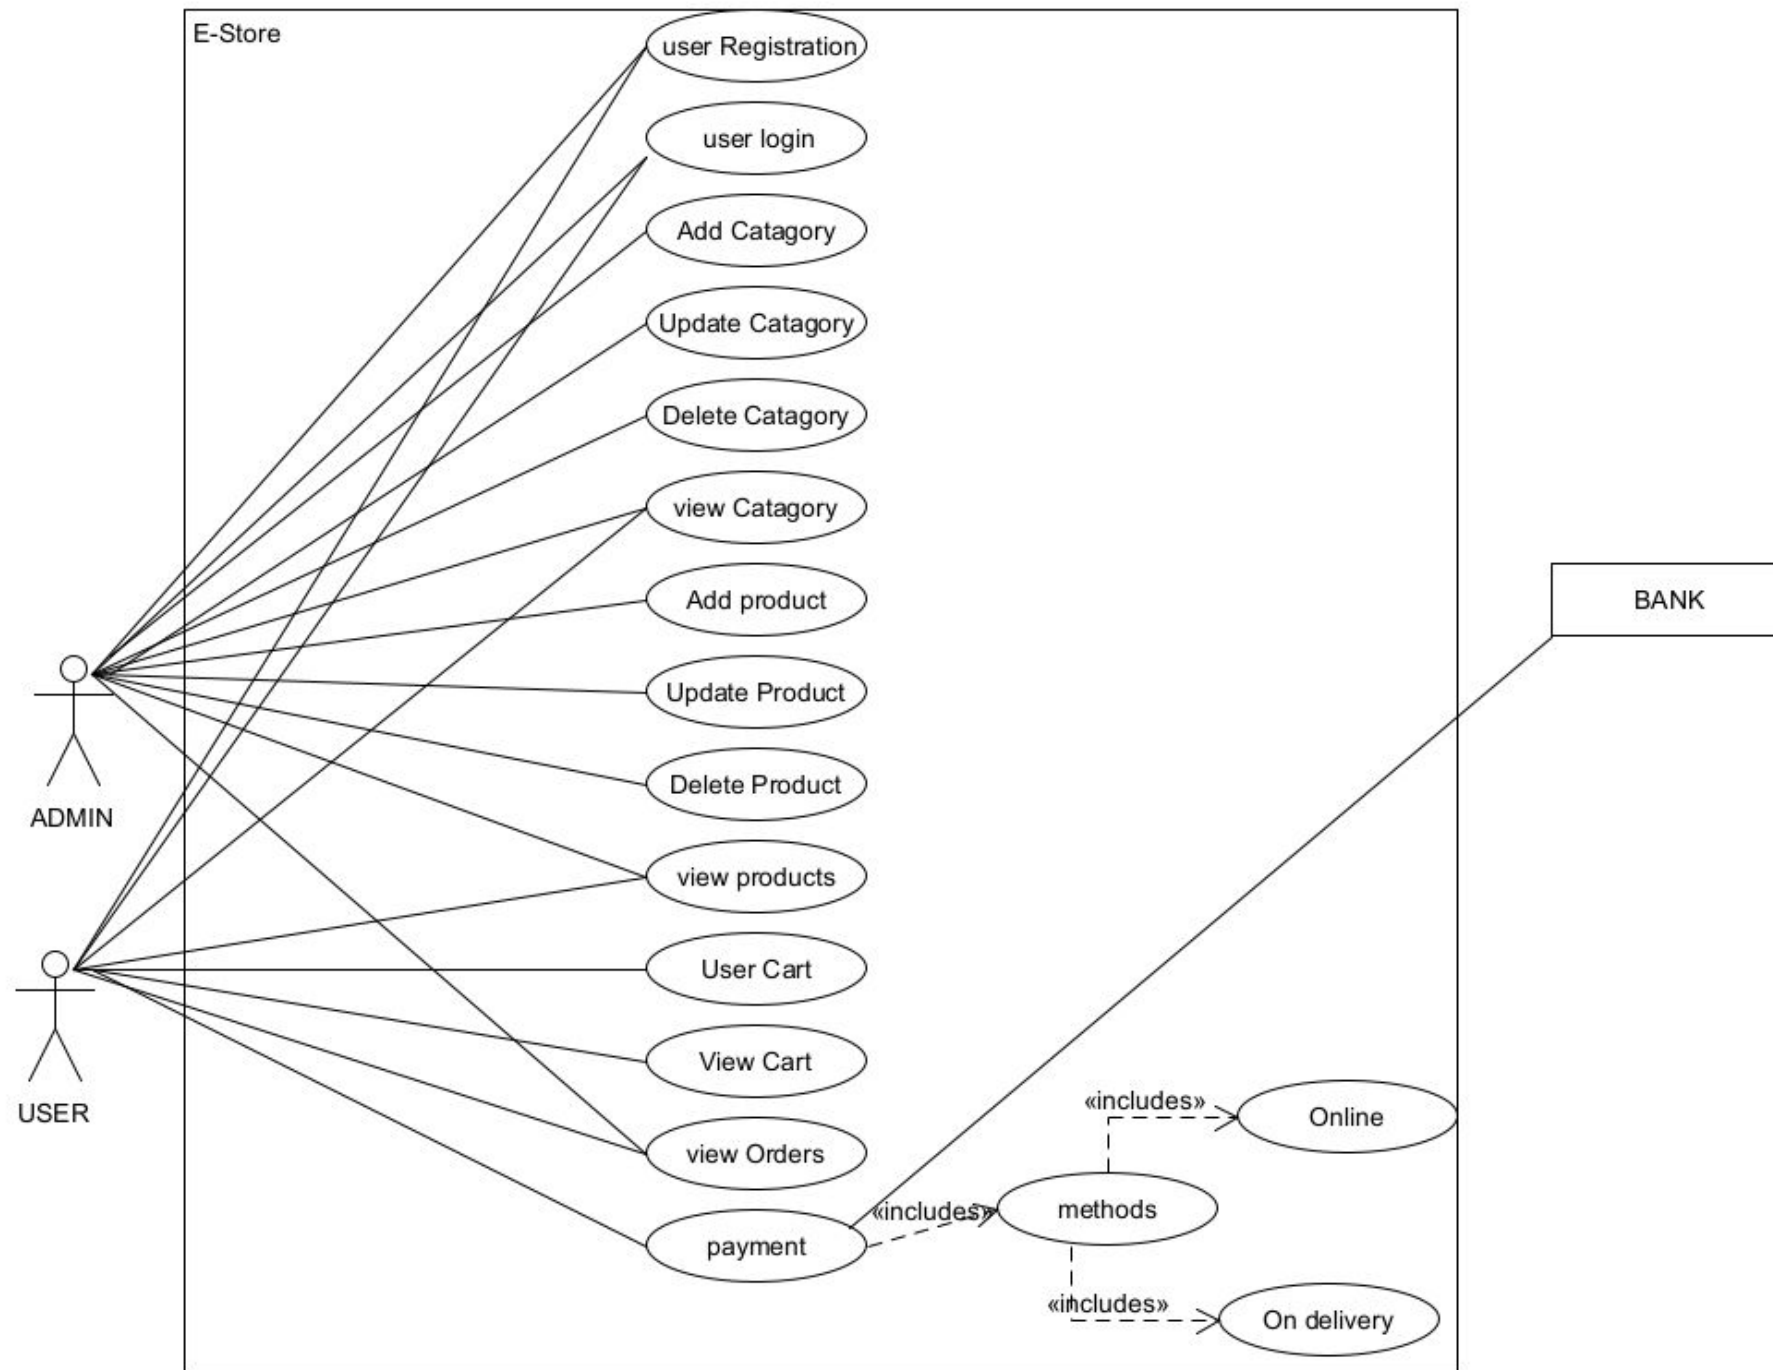 E-Store
user Registration
user login
Add Catagory
Update Catagory
Delete Catagory
view Catagory
Add product
BANK
Update Product
Delete Product
ADMIN
view products
User Cart
View Cart
USER
«includes»
Online
view Orders
«includes»
methods
payment
«includes»
On delivery